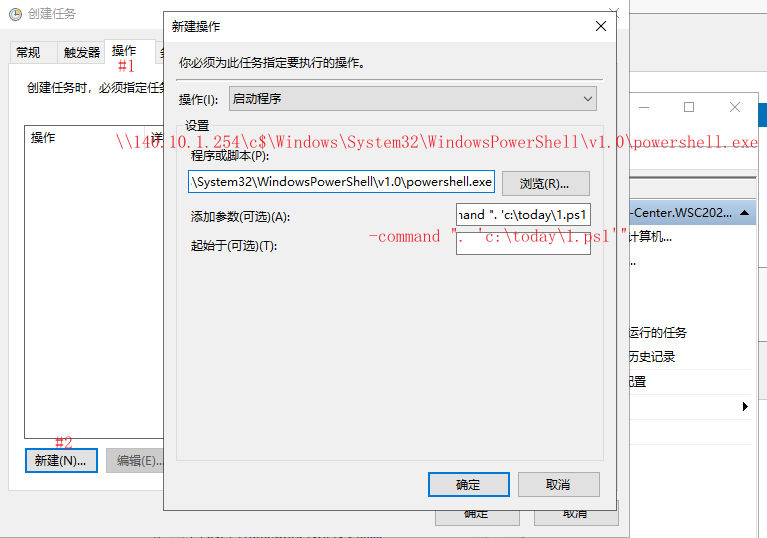 创建任务
新建操作
常规
触发器
操作
#1
你必须为此任务指定要执行的操作。
创建任务时，必须指定任务
操作(I):
启动程序
设置
操作
\\140.10.1.254\c$\Windows\System32\WindowsPowerShell\v1.0\powershell.exe
程序或脚本(P):
\System32\WindowsPowerShell\v1.0\powershell.exe
浏览(R)...
添加参数(可选)(A):
mand ". 'c:\today\1.ps1
-Center.WSC202...
起始于(可选)(T):
-command ". 'c:\today\1.ps1'"
计算机...
...
运行的任务
历史记录
配置
#2
新建(N)...
编辑(E)...
确定
取消
确定
取消